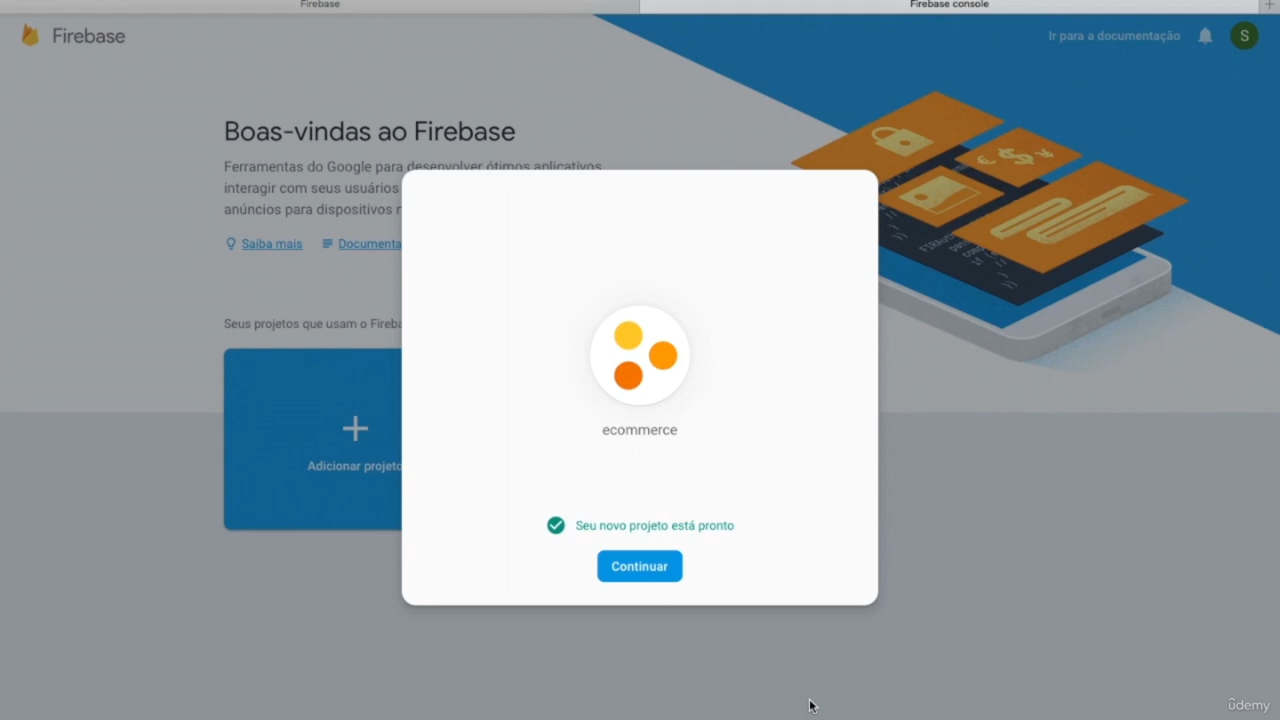 Firebase
Firebase console
Firebase
Ir para a documentação
S
Boas-vindas ao Firebase
Ferramentas do Google para desenvolver ótimos aplicativos,
interagir com seus usuários
anúncios para dispositivos
Saiba mais
Documenta
Seus projetos que usam o Fireba
Adicionar projeto
ecommerce
Seu novo projeto está pronto
Continuar
ûdemy